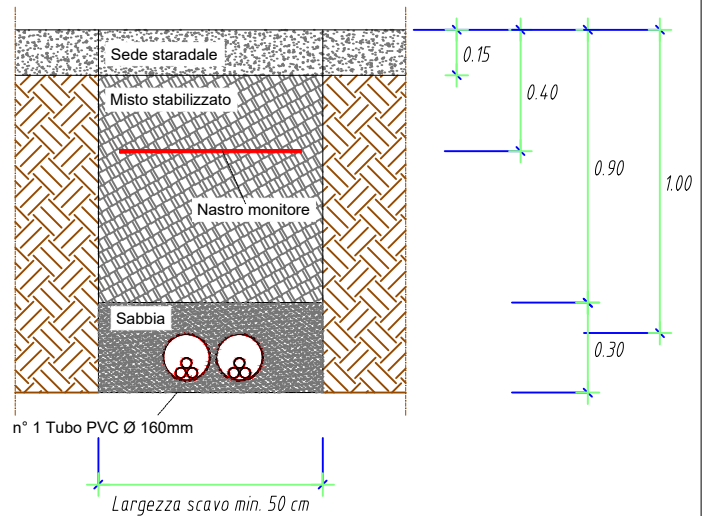 Sede staradale
Misto stabilizzato
Nastro monitore
Sabbia
n° 1 Tubo PVC Ø 160mm
Largezza scavo min. 50 cm
0.15
0.40
0.90
1.00
0.30